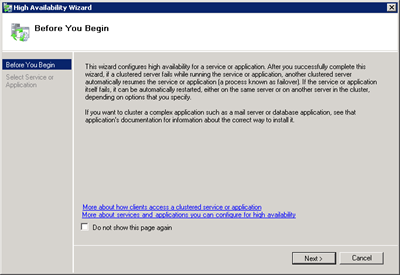 High Availability Wizard
Before You Begin
Before You Begin
Select Service or
Application
This wizard configures high availability for a service or application. After you successfully complete this
wizard, if a clustered server fails while running the service or application, another clustered server
automatically resumes the service or application (a process known as failover). If the service or application
itself fails, it can be automatically restarted, either on the same server or on another server in the cluster,
depending on options that you specify.
If you want to cluster a complex application such as a mail server or database application, see that
application's documentation for information about the correct way to install it.
More about how clients access a clustered service or application
More about services and applications you can configure for high availability
Do not show this page again
Next >
Cancel